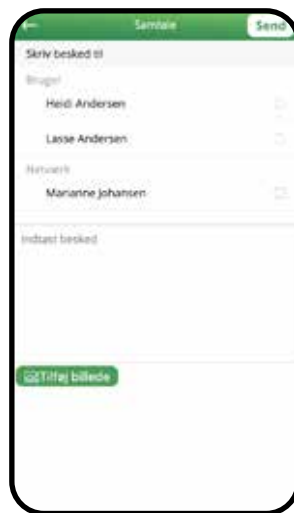 Samtale
Send
Skriv besked til
Bruger
Heidi Andersen
Lasse Andersen
Netværk
Marianne Johansen
Indtast besked
Tilføj billede